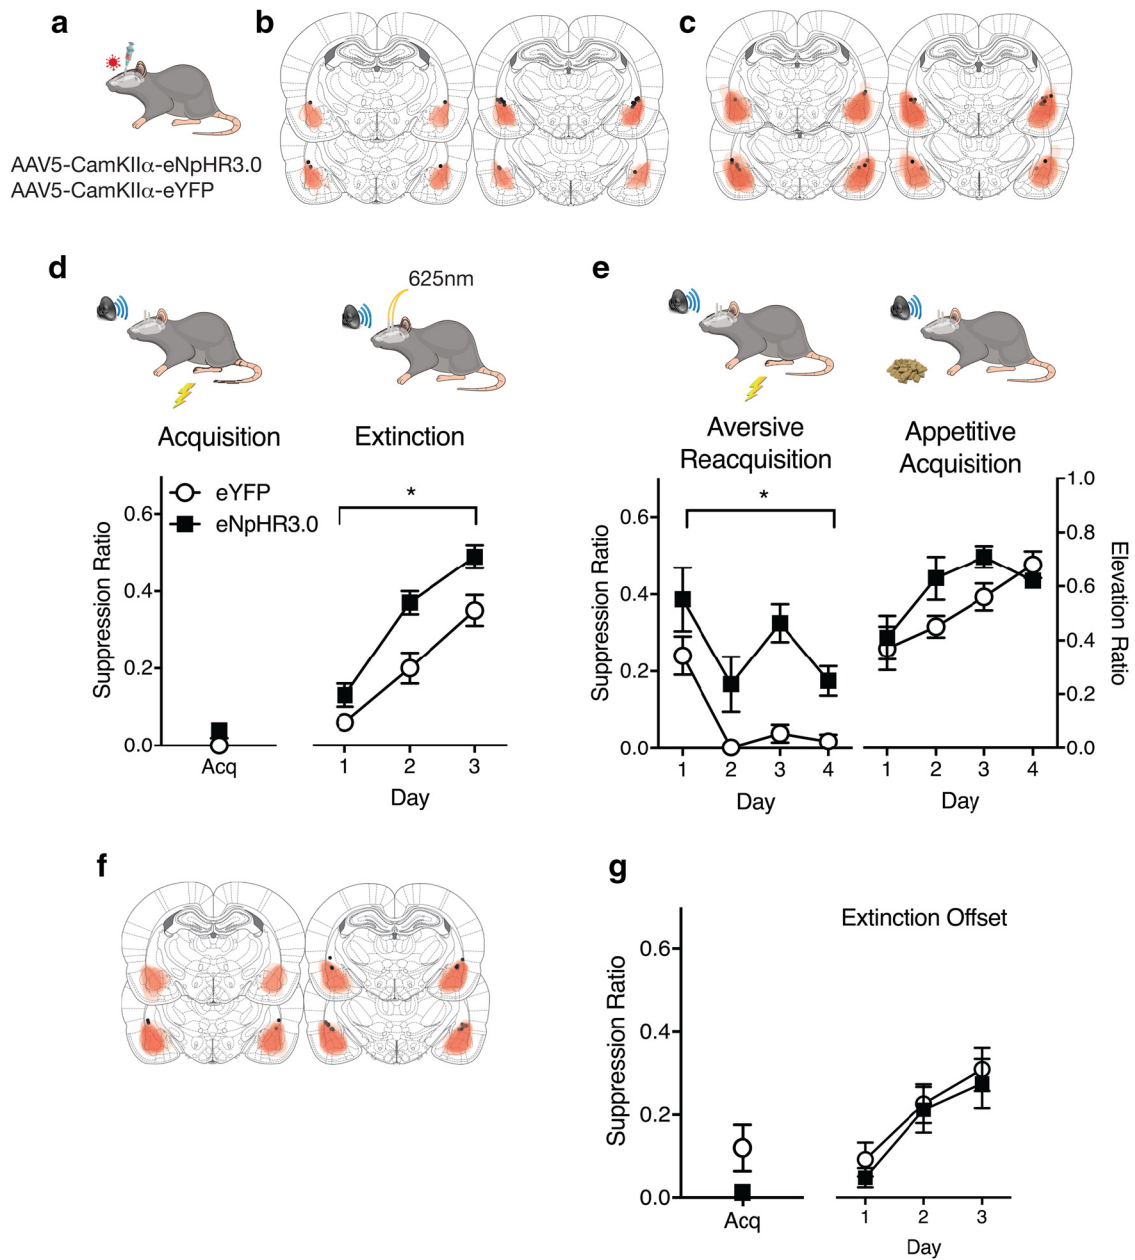 a
b
c
AAV5-CamKIIα-eNpHR3.0
AAV5-CamKIIα-eYFP
d
625nm
Acquisition
Extinction
eYFP
eNpHR3.0
*
Suppression Ratio
0.6
0.4
0.2
0.0
Acq
1 2 3
Day
e
Aversive
Reacquisition
Appetitive
Acquisition
*
Suppression Ratio
0.6
0.4
0.2
0.0
1 2 3 4
Day
1 2 3 4
Day
1.0
0.8
0.6
0.4
0.2
0.0
Elevation Ratio
f
g
Extinction Offset
Suppression Ratio
0.6
0.4
0.2
0.0
Acq
1 2 3
Day